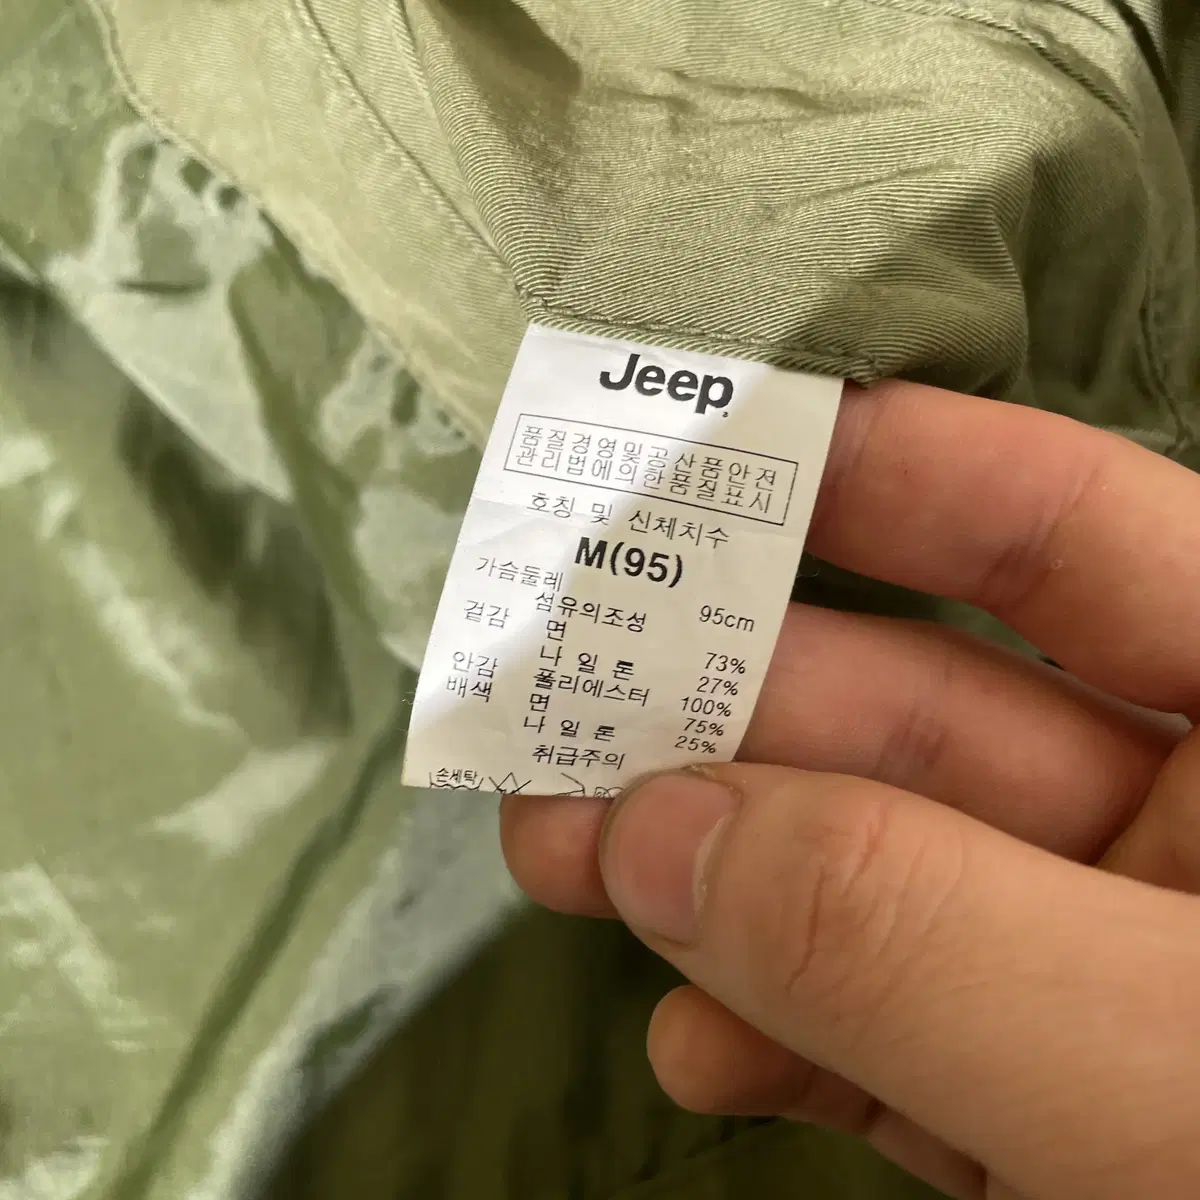 Jeep
품질경영및공산품안전
관리법에의한품질표시
호칭 및 신체치수
M(95)
가슴둘레 95cm
섬유의조성
겉감 면 73%
나 일 론 27%
안감 폴리에스터 100%
배색 면 75%
나 일 론 25%
취급주의
손세탁